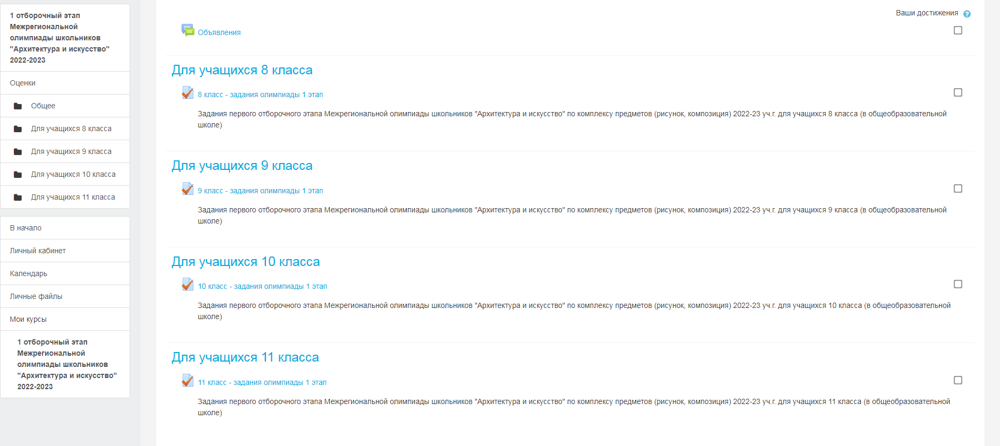 1 отборочный этап
Межрегиональной
олимпиады школьников
"Архитектура и искусство"
2022-2023
Оценки
Общее
Для учащихся 8 класса
Для учащихся 9 класса
Для учащихся 10 класса
Для учащихся 11 класса
В начало
Личный кабинет
Календарь
Личные файлы
Мои курсы
1 отборочный этап
Межрегиональной
олимпиады школьников
"Архитектура и искусство"
2022-2023
Ваши достижения ?
Объявления
Для учащихся 8 класса
8 класс - задания олимпиады 1 этап
Задания первого отборочного этапа Межрегиональной олимпиады школьников "Архитектура и искусство" по комплексу предметов (рисунок, композиция) 2022-23 уч.г. для учащихся 8 класса (в общеобразовательной
школе)
Для учащихся 9 класса
9 класс - задания олимпиады 1 этап
Задания первого отборочного этапа Межрегиональной олимпиады школьников "Архитектура и искусство" по комплексу предметов (рисунок, композиция) 2022-23 уч.г. для учащихся 9 класса (в общеобразовательной
школе)
Для учащихся 10 класса
10 класс - задания олимпиады 1 этап
Задания первого отборочного этапа Межрегиональной олимпиады школьников "Архитектура и искусство" по комплексу предметов (рисунок, композиция) 2022-23 уч.г. для учащихся 10 класса (в общеобразовательной
школе)
Для учащихся 11 класса
11 класс - задания олимпиады 1 этап
Задания первого отборочного этапа Межрегиональной олимпиады школьников "Архитектура и искусство" по комплексу предметов (рисунок, композиция) 2022-23 уч.г. для учащихся 11 класса (в общеобразовательной
школе)